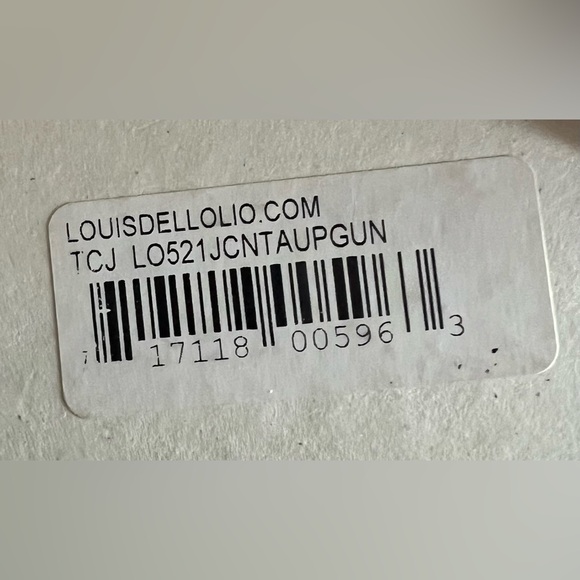 LOUISDELLOLIO.COM
TCJ LO521JCNTAUPGUN
7 17118 00596 3